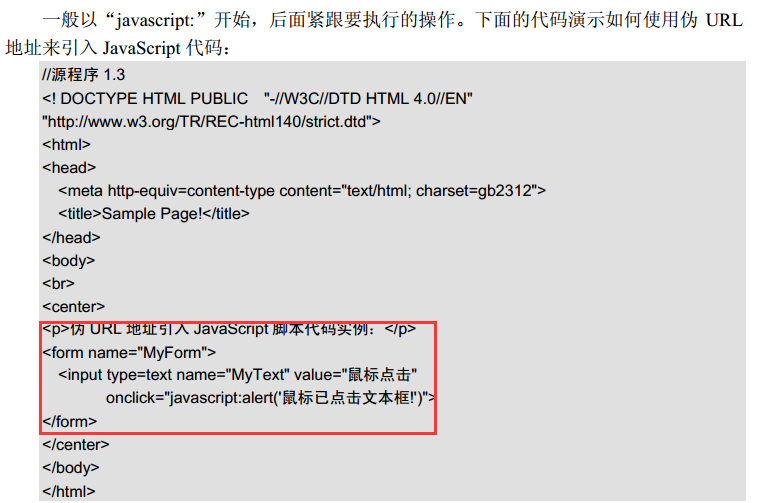 一般以“javascript:”开始，后面紧跟要执行的操作。下面的代码演示如何使用伪 URL
地址来引入 JavaScript 代码：
//源程序 1.3
<! DOCTYPE HTML PUBLIC "-//W3C//DTD HTML 4.0//EN"
"http://www.w3.org/TR/REC-html140/strict.dtd">
<html>
<head>
<meta http-equiv=content-type content="text/html; charset=gb2312">
<title>Sample Page!</title>
</head>
<body>
<br>
<center>
<p>伪 URL 地址引入 JavaScript 脚本代码实例：</p>
<form name="MyForm">
<input type=text name="MyText" value="鼠标点击"
onclick="javascript:alert('鼠标已点击文本框!')">
</form>
</center>
</body>
</html>